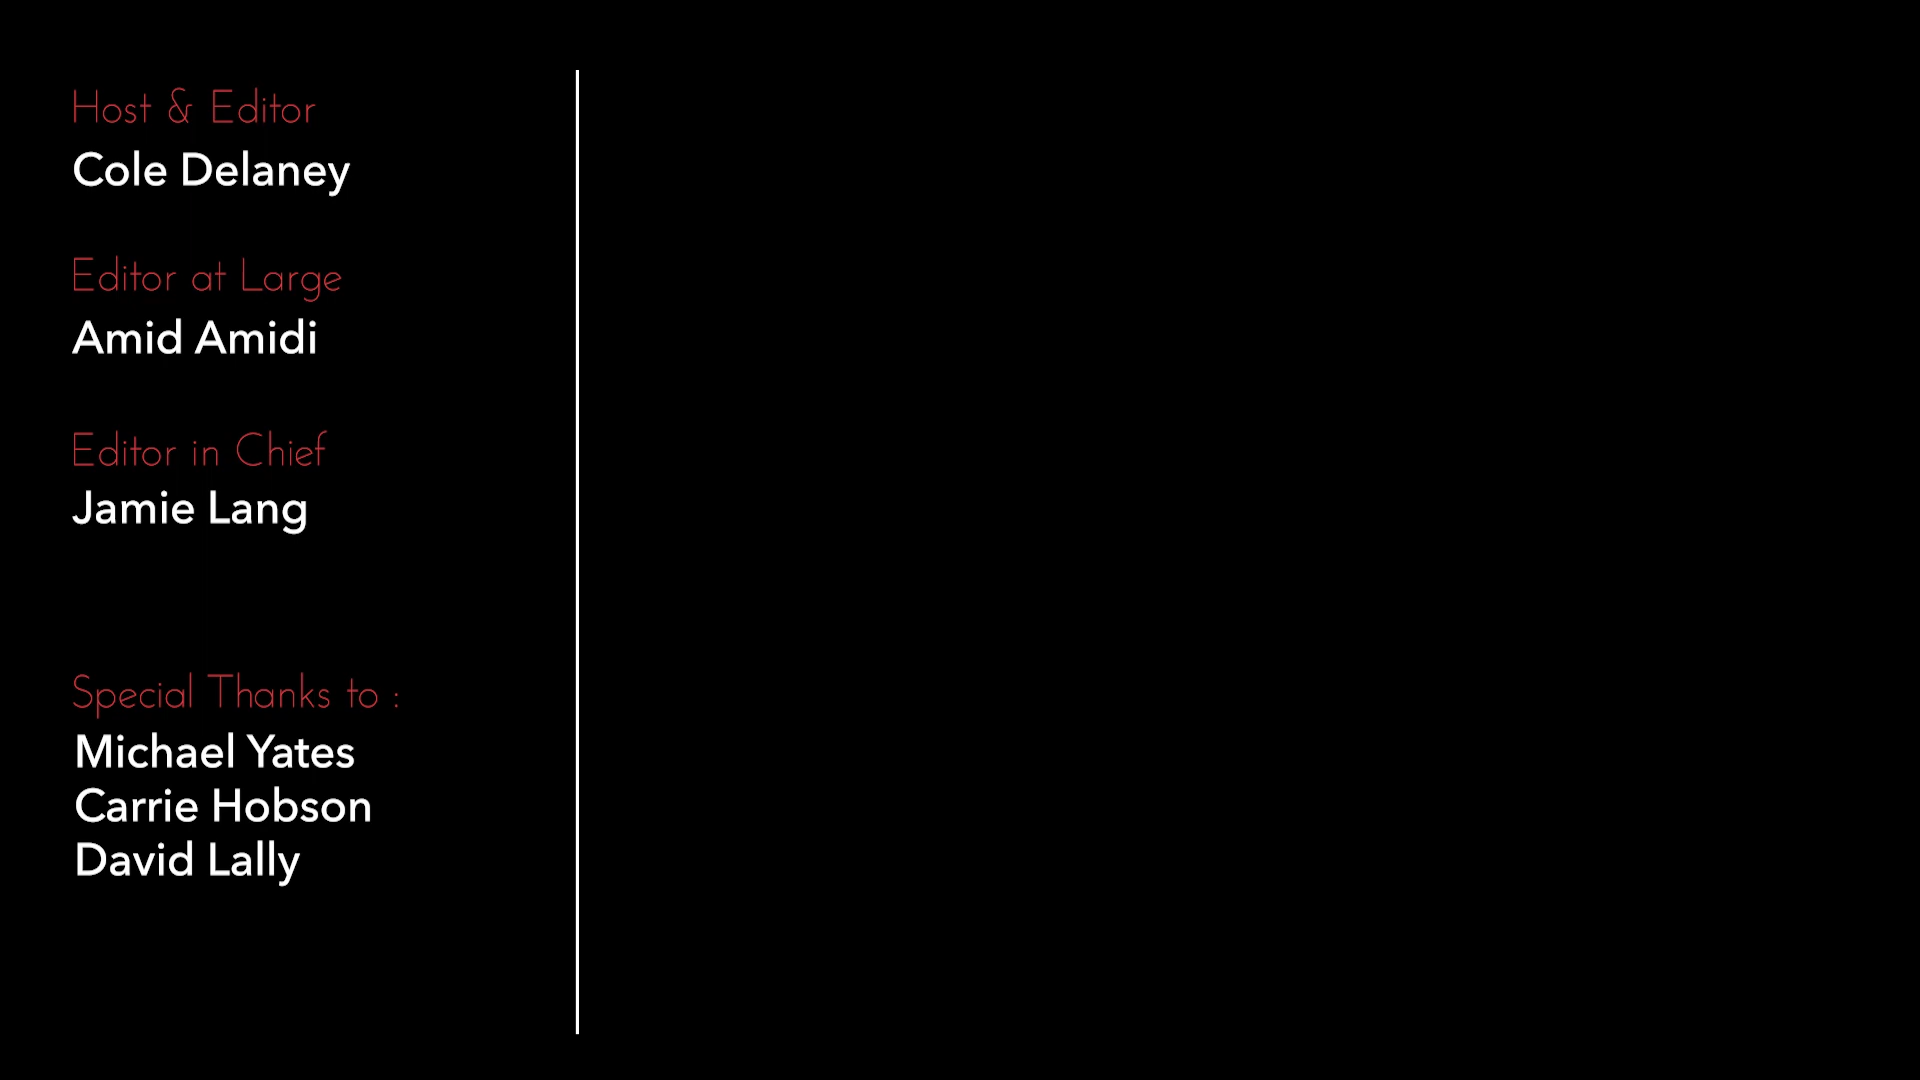 Host & Editor
Cole Delaney
Editor at Large
Amid Amidi
Editor in Chief
Jamie Lang
Special Thanks to :
Michael Yates
Carrie Hobson
David Lally